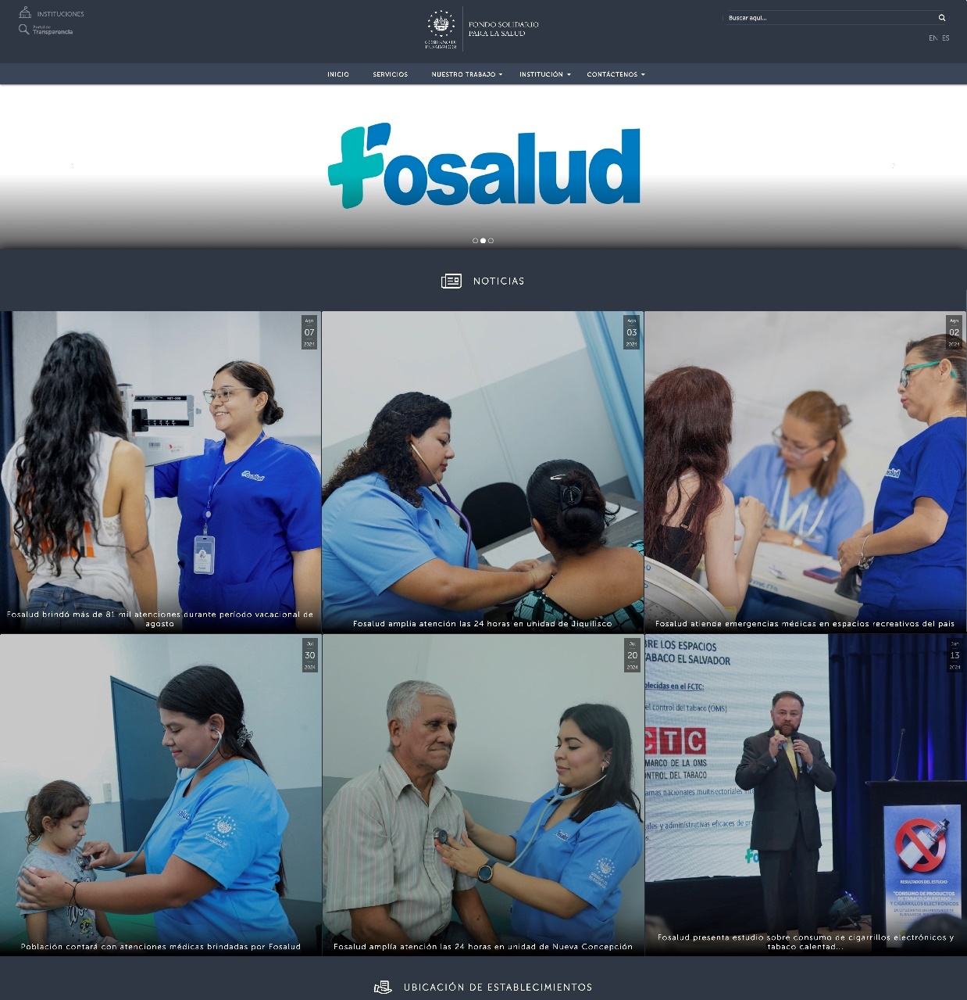 INSTITUCIONES
Portal de
Transparencia
GOBIERNO DE
EL SALVADOR
FONDO SOLIDARIO
PARA LA SALUD
Buscar aquí...
EN ES
INICIO SERVICIOS NUESTRO TRABAJO INSTITUCIÓN CONTÁCTENOS
Fosalud
NOTICIAS
Ago
07
2024
Fosalud
Fosalud brindó más de 81 mil atenciones durante período vacacional de
agosto
Ago
03
2024
Fosalud amplía atención las 24 horas en unidad de Jiquilisco
Ago
02
2024
Fosalud atiende emergencias médicas en espacios recreativos del país
Jul
30
2024
Población contará con atenciones médicas brindadas por Fosalud
Jul
20
2024
Fosalud
Fosalud amplía atención las 24 horas en unidad de Nueva Concepción
Jun
13
2024
BRE LOS ESPACIOS
TABACO EL SALVADOR
blecidas en el FCTC:
el control del tabaco (OMS)
CTC
MARCO DE LA OMS
ONTROL DEL TABACO
amas nacionales multisectoriales inte
ales y administrativas eficaces de pre
s.
RESULTADOS DEL ESTUDIO
"CONSUMO DE PRODUCTOS
DE TABACO CALENTADO
Y CIGARRILLOS ELECTRÓNICOS
Fosalud presenta estudio sobre consumo de cigarrillos electrónicos y
tabaco calentad...
UBICACIÓN DE ESTABLECIMIENTOS